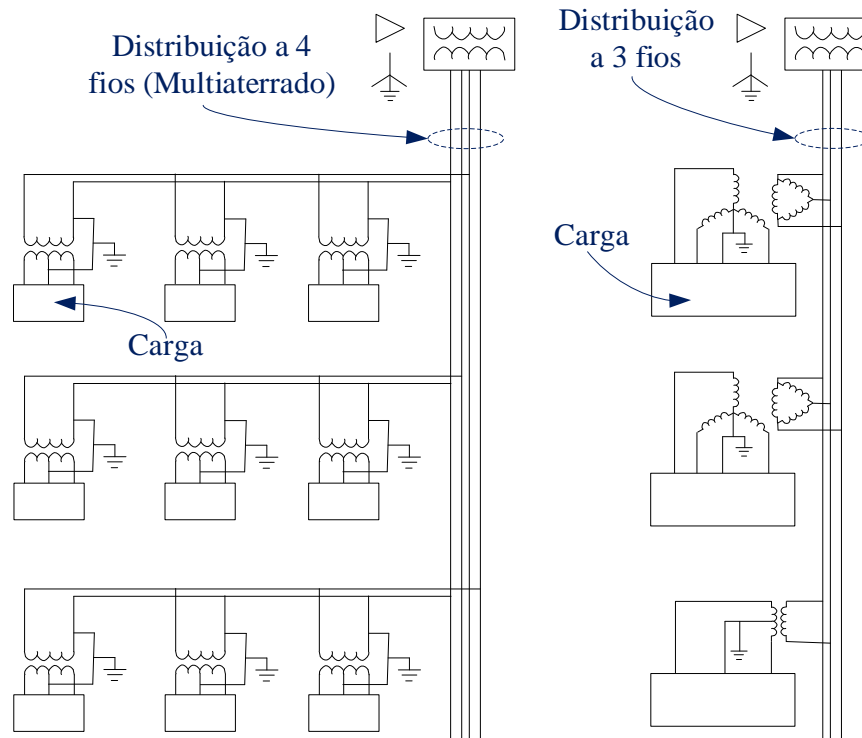 Distribuição a 4
fios (Multiaterrado)
Distribuição
a 3 fios
Carga
Carga